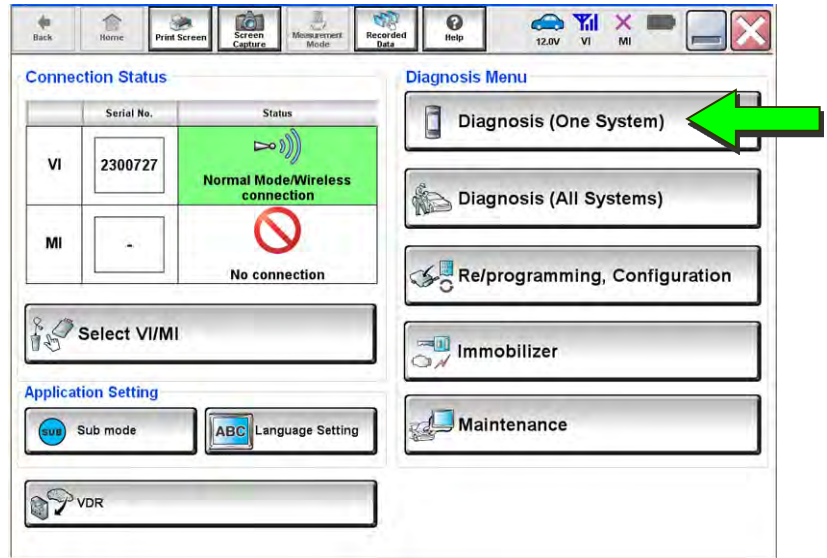 Back
Home
Print Screen
Screen
Capture
Measurement
Mode
Recorded
Data
Help
12.0V
VI
MI
Connection Status
Serial No.
Status
VI
2300727
Normal Mode/Wireless
connection
MI
-
No connection
Select VI/MI
Application Setting
SUB
Sub mode
ABC
Language Setting
VDR
Diagnosis Menu
Diagnosis (One System)
Diagnosis (All Systems)
Re/programming, Configuration
Immobilizer
Maintenance